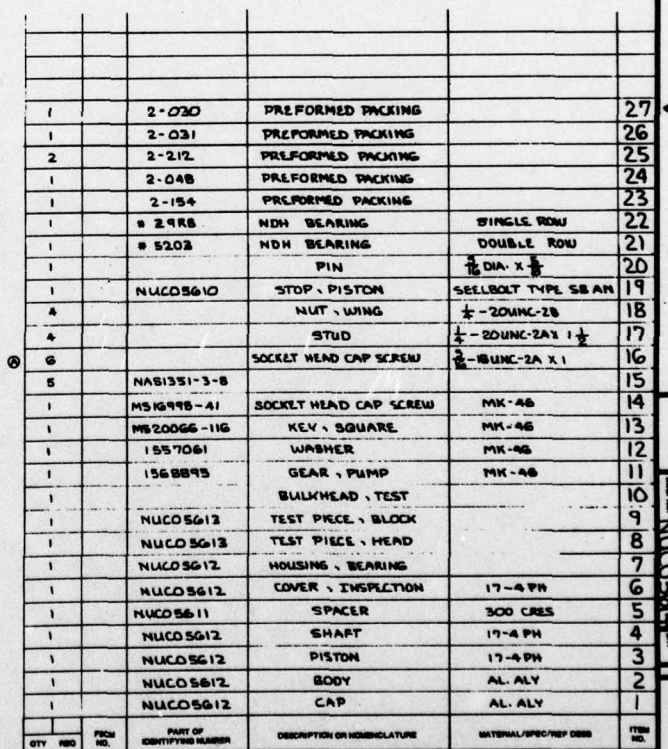 1 2-030 PREFORMED PACKING 27
1 2-031 PREFORMED PACKING 26
2 2-212 PREFORMED PACKING 25
1 2-048 PREFORMED PACKING 24
1 2-154 PREFORMED PACKING 23
1 # 29R8 NDH BEARING SINGLE ROW 22
1 # 5203 NDH BEARING DOUBLE ROW 21
1 PIN DIA. X 20
1 NUCO5610 STOP, PISTON SEELBOLT TYPE SB AN 19
4 NUT, WING 1/4 -20UNC-2B 18
4 STUD 1/4 -20UNC-2A X 1 1/2 17
A 6 SOCKET HEAD CAP SCREW -18UNC-2A X 1 16
5 NAS1351-3-8 15
1 MS16998-41 SOCKET HEAD CAP SCREW MK-46 14
1 MS20066-116 KEY, SQUARE MK-46 13
1 1557061 WASHER MK-46 12
1 1568895 GEAR, PUMP MK-46 11
1 BULKHEAD, TEST 10
1 NUCO5612 TEST PIECE, BLOCK 9
1 NUCO5613 TEST PIECE, HEAD 8
1 NUCO5612 HOUSING, BEARING 7
1 NUCO5612 COVER, INSPECTION 17-4 PH 6
1 NUCO5611 SPACER 300 CRES 5
1 NUCO5612 SHAFT 17-4 PH 4
1 NUCO5612 PISTON 17-4 PH 3
1 NUCO5612 BODY AL. ALY 2
1 NUCO5612 CAP AL. ALY 1
QTY REQ FSCM NO. PART OR IDENTIFYING NUMBER DESCRIPTION OR NOMENCLATURE MATERIAL/SPEC/REF DESG ITEM NO.